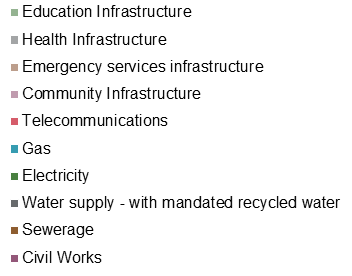 Education Infrastructure
Health Infrastructure
Emergency services infrastructure
Community Infrastructure
Telecommunications
Gas
Electricity
Water supply - with mandated recycled water
Sewerage
Civil Works